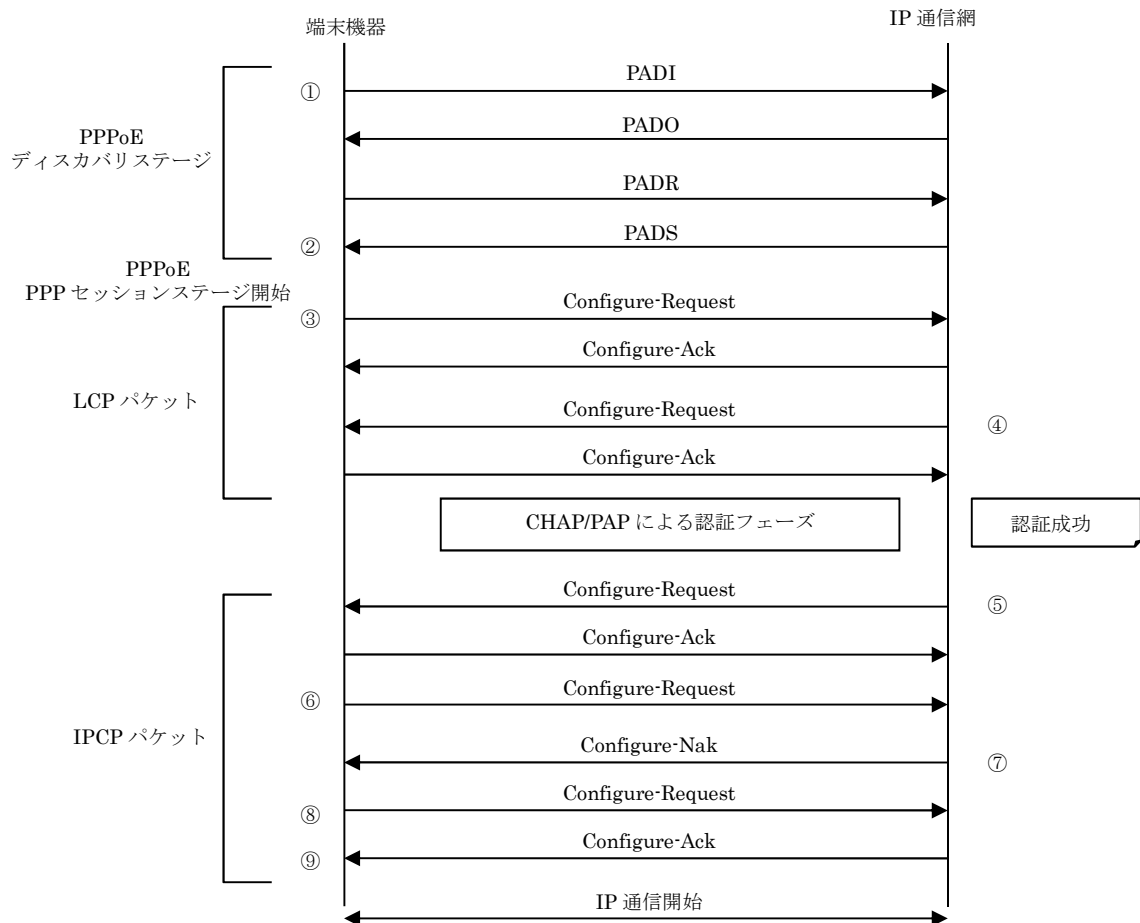 端末機器
IP 通信網
PPPoE
ディスカバリステージ
①
PADI
PADO
PADR
②
PADS
PPPoE
PPP セッションステージ開始
LCP パケット
③
Configure-Request
Configure-Ack
Configure-Request
④
Configure-Ack
CHAP/PAP による認証フェーズ
認証成功
IPCP パケット
Configure-Request
⑤
Configure-Ack
⑥
Configure-Request
Configure-Nak
⑦
⑧
Configure-Request
⑨
Configure-Ack
IP 通信開始